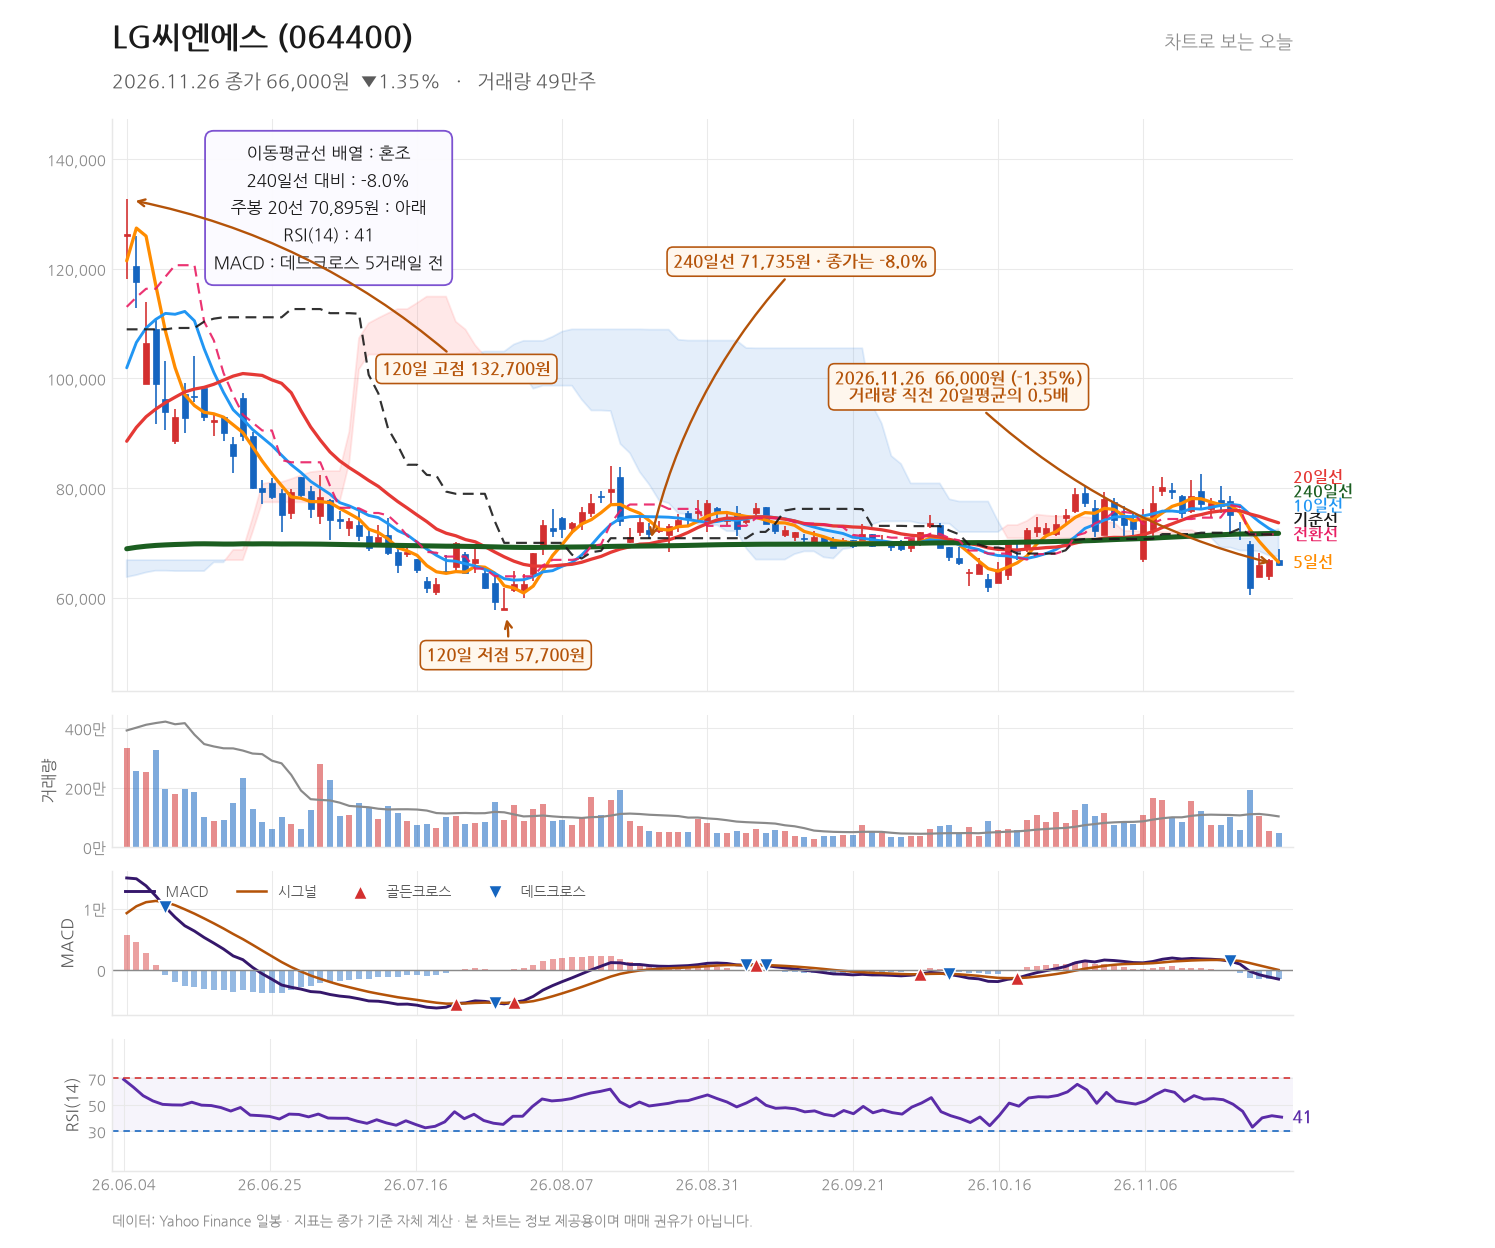 LG씨엔에스 (064400)
차트로 보는 오늘
2026.11.26 종가 66,000원 ▼1.35% · 거래량 49만주
이동평균선 배열 : 혼조
240일선 대비 : -8.0%
주봉 20선 70,895원 : 아래
RSI(14) : 41
MACD : 데드크로스 5거래일 전
140,000
120,000
100,000
80,000
60,000
240일선 71,735원 · 종가는 -8.0%
120일 고점 132,700원
2026.11.26 66,000원 (-1.35%)
거래량 직전 20일평균의 0.5배
120일 저점 57,700원
20일선
240일선
10일선
기준선
전환선
5일선
거래량
400만
200만
0만
MACD
1만
0
MACD
시그널
골든크로스
데드크로스
RSI(14)
70
50
30
41
26.06.04
26.06.25
26.07.16
26.08.07
26.08.31
26.09.21
26.10.16
26.11.06
데이터: Yahoo Finance 일봉 · 지표는 종가 기준 자체 계산 · 본 차트는 정보 제공용이며 매매 권유가 아닙니다.